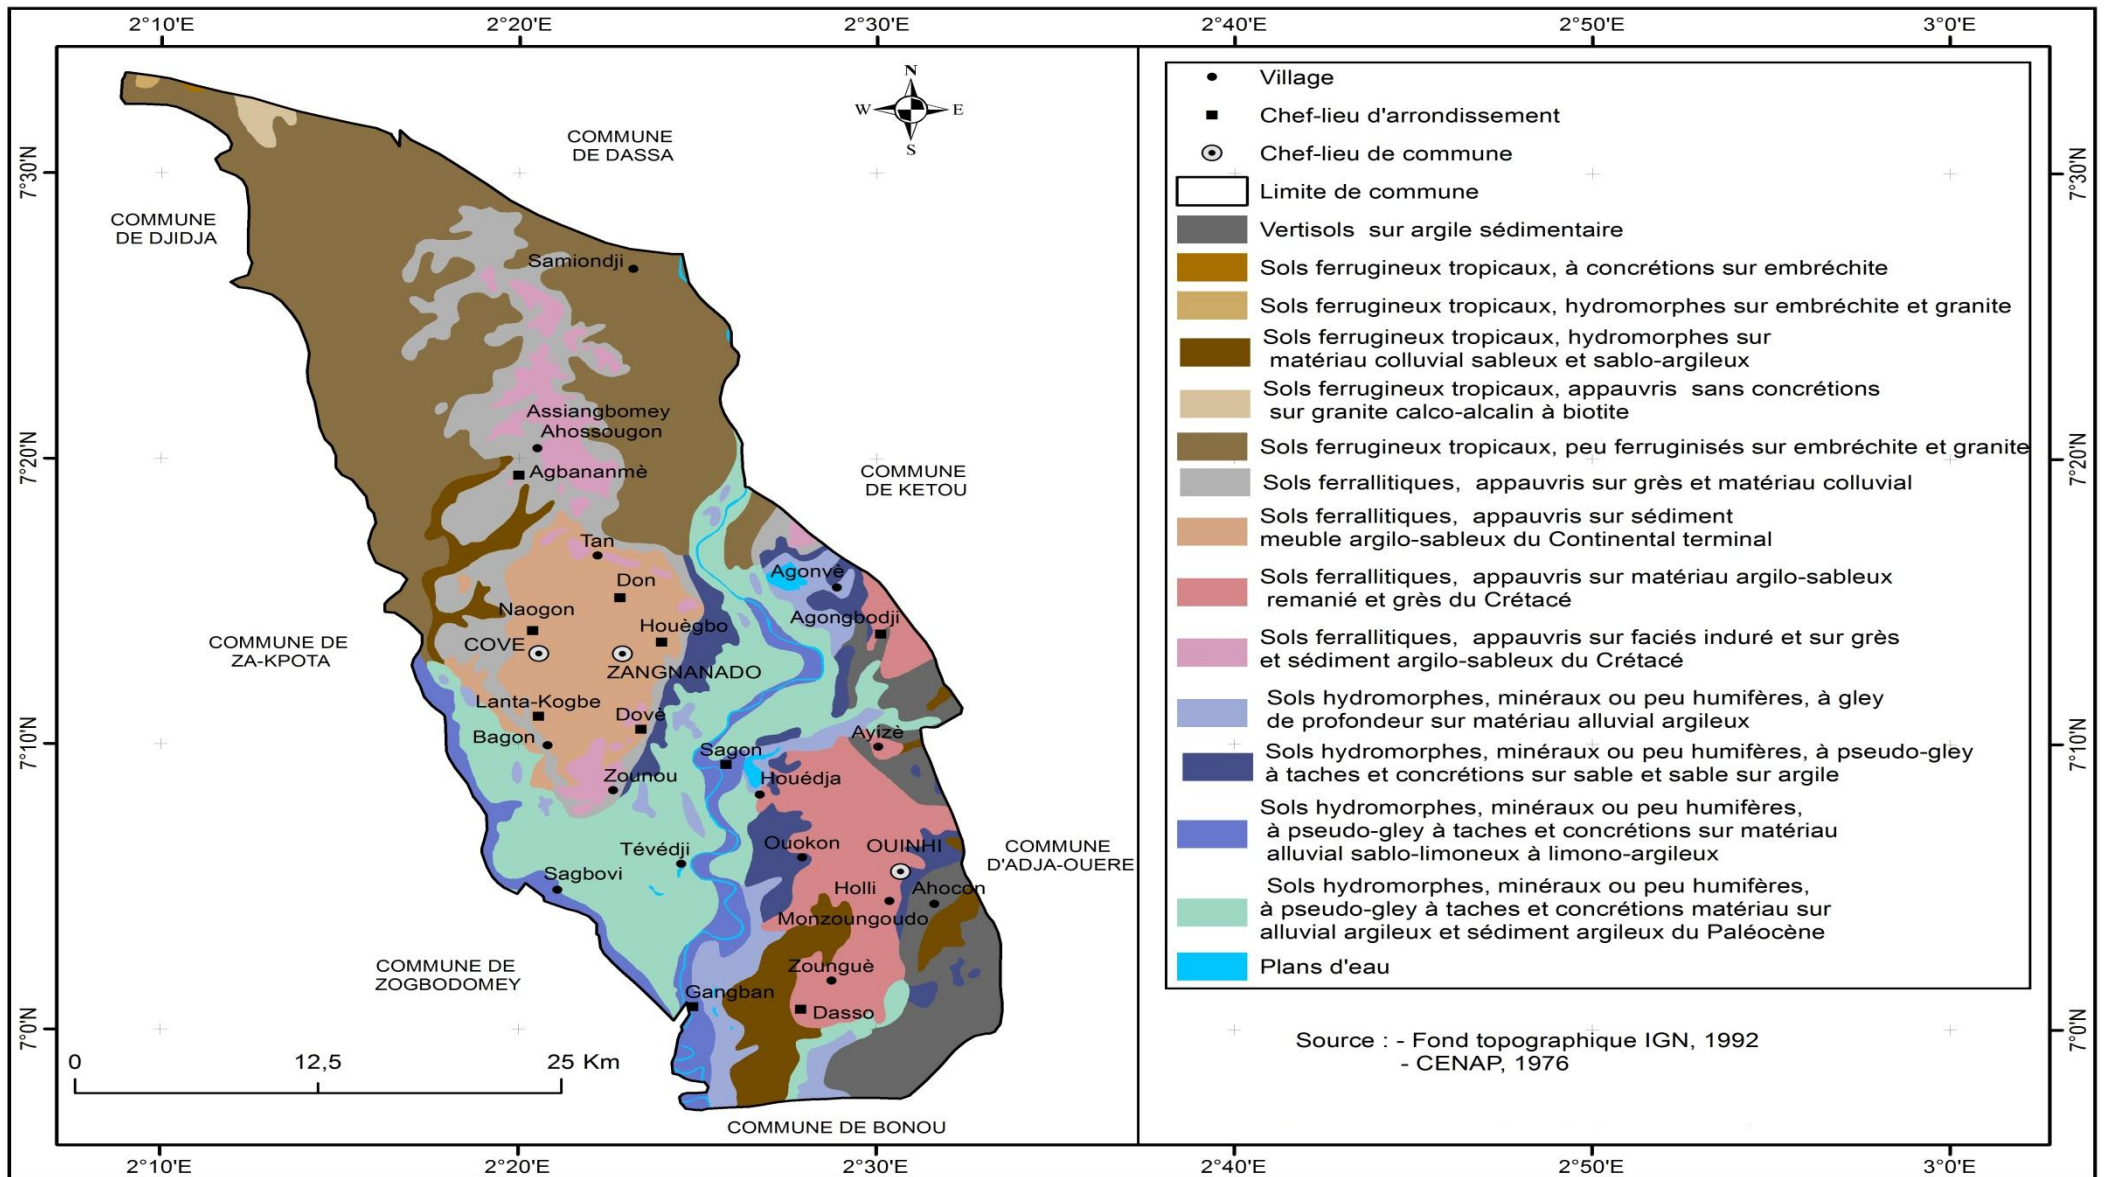 2°10'E
2°20'E
2°30'E
2°40'E
2°50'E
3°0'E
7°30'N
7°20'N
7°10'N
7°0'N
7°30'N
7°20'N
7°10'N
7°0'N
N
W
E
S
COMMUNE
DE DASSA
COMMUNE
DE DJIDJA
Samiondji
Assiangbomey
Ahossougon
Agbananmè
COMMUNE
DE KETOU
Tan
Agonvè
Don
Naogon
Houègbo
Agongbodji
COVE
COMMUNE DE
ZA-KPOTA
ZANGNANADO
Lanta-Kogbe
Dovè
Bagon
Sagon
Ayizè
Zounou
Houédja
Tévédji
Ouokon
OUINHI
COMMUNE
D'ADJA-OUERE
Sagbovi
Holli
Ahocon
Monzoungoudo
COMMUNE DE
ZOGBODOMEY
Zounguè
Gangban
Dasso
0
12,5
25 Km
COMMUNE DE BONOU
Village
Chef-lieu d'arrondissement
Chef-lieu de commune
Limite de commune
Vertisols sur argile sédimentaire
Sols ferrugineux tropicaux, à concrétions sur embréchite
Sols ferrugineux tropicaux, hydromorphes sur embréchite et granite
Sols ferrugineux tropicaux, hydromorphes sur
matériau colluvial sableux et sablo-argileux
Sols ferrugineux tropicaux, appauvris sans concrétions
sur granite calco-alcalin à biotite
Sols ferrugineux tropicaux, peu ferruginisés sur embréchite et granite
Sols ferrallitiques, appauvris sur grès et matériau colluvial
Sols ferrallitiques, appauvris sur sédiment
meuble argilo-sableux du Continental terminal
Sols ferrallitiques, appauvris sur matériau argilo-sableux
remanié et grès du Crétacé
Sols ferrallitiques, appauvris sur faciés induré et sur grès
et sédiment argilo-sableux du Crétacé
Sols hydromorphes, minéraux ou peu humifères, à gley
de profondeur sur matériau alluvial argileux
Sols hydromorphes, minéraux ou peu humifères, à pseudo-gley
à taches et concrétions sur sable et sable sur argile
Sols hydromorphes, minéraux ou peu humifères,
à pseudo-gley à taches et concrétions sur matériau
alluvial sablo-limoneux à limono-argileux
Sols hydromorphes, minéraux ou peu humifères,
à pseudo-gley à taches et concrétions matériau sur
alluvial argileux et sédiment argileux du Paléocène
Plans d'eau
Source : - Fond topographique IGN, 1992
- CENAP, 1976
2°10'E
2°20'E
2°30'E
2°40'E
2°50'E
3°0'E